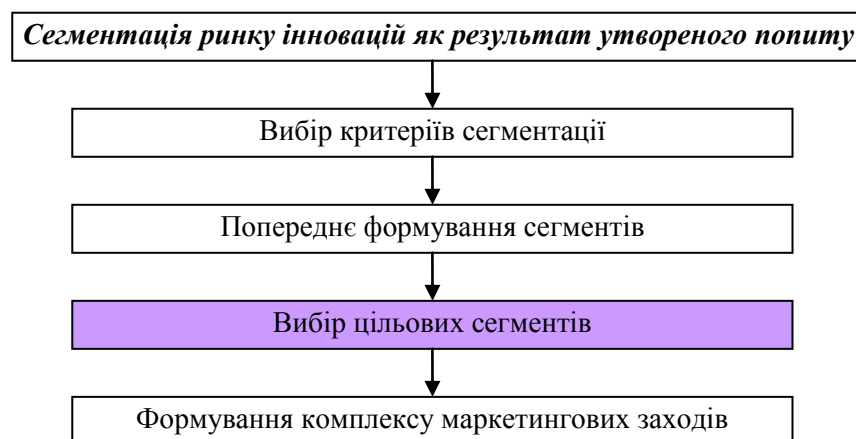 Сегментація ринку інновацій як результат утвореного попиту
Вибір критеріїв сегментації
Попереднє формування сегментів
Вибір цільових сегментів
Формування комплексу маркетингових заходів